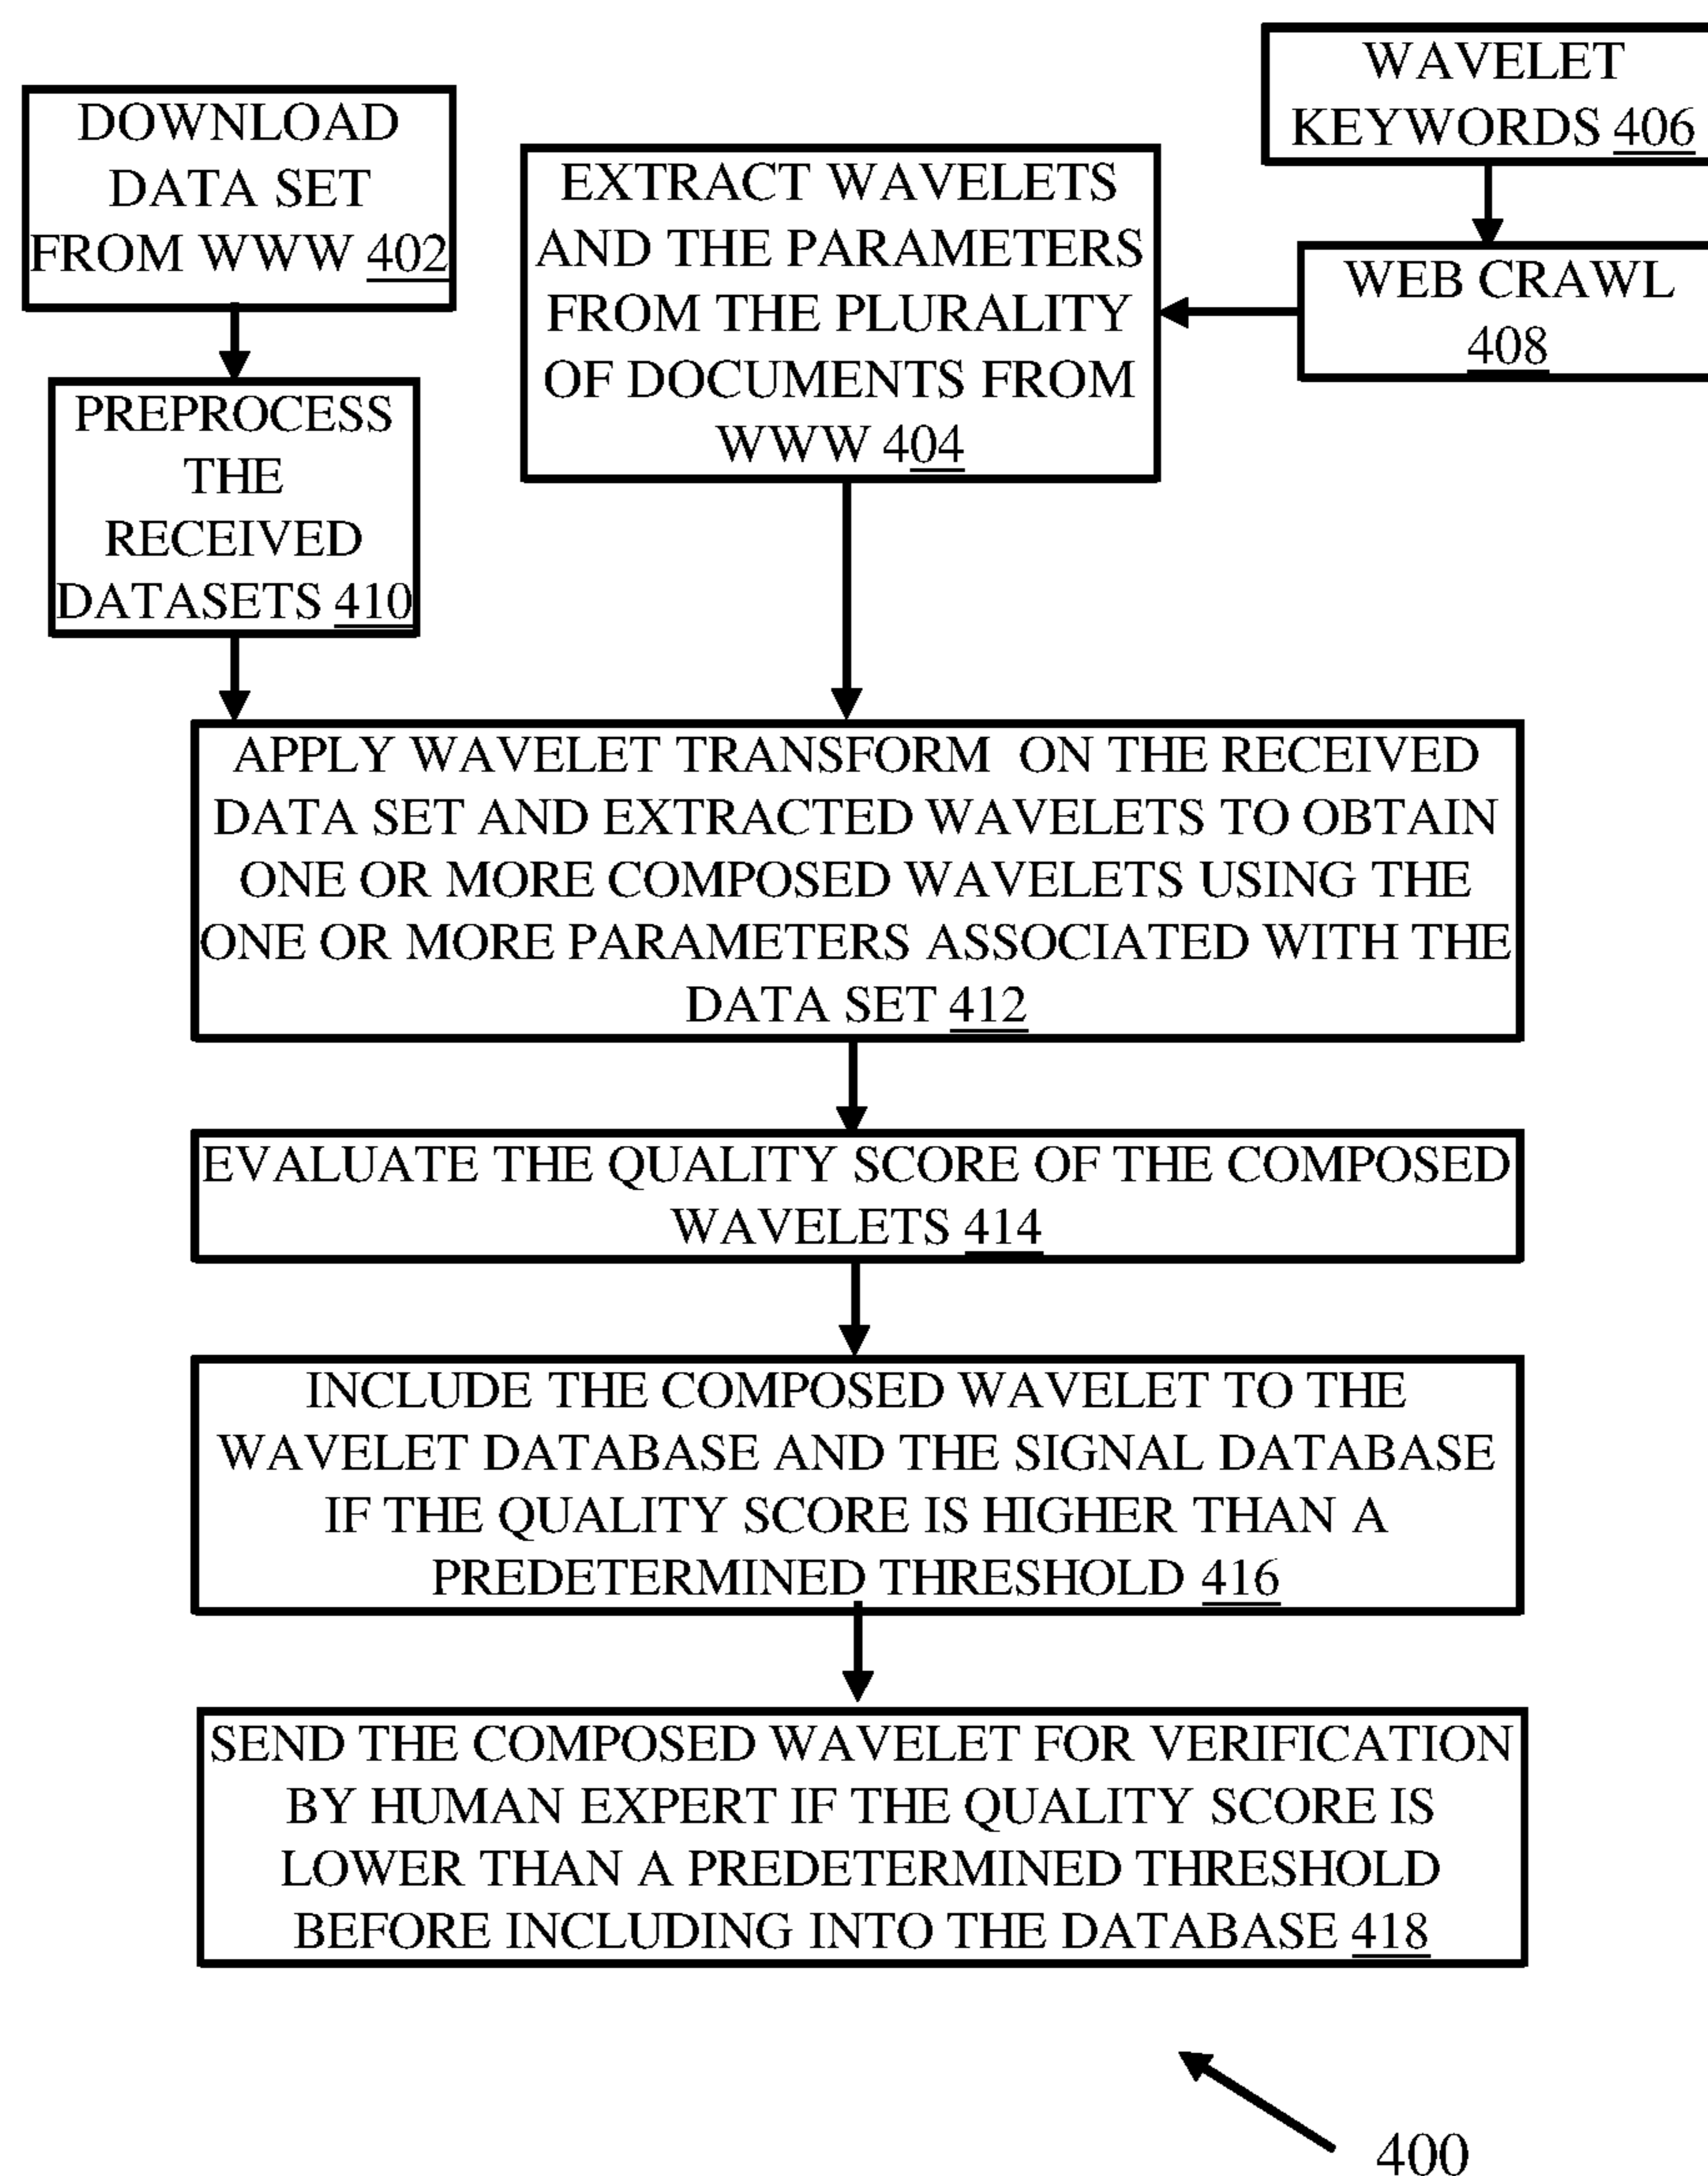 DOWNLOAD
DATA SET
FROM WWW 402
PREPROCESS
THE
RECEIVED
DATASETS 410
EXTRACT WAVELETS
AND THE PARAMETERS
FROM THE PLURALITY
OF DOCUMENTS FROM
WWW 404
WAVELET
KEYWORDS 406
WEB CRAWL
408
APPLY WAVELET TRANSFORM ON THE RECEIVED
DATA SET AND EXTRACTED WAVELETS TO OBTAIN
ONE OR MORE COMPOSED WAVELETS USING THE
ONE OR MORE PARAMETERS ASSOCIATED WITH THE
DATA SET 412
EVALUATE THE QUALITY SCORE OF THE COMPOSED
WAVELETS 414
INCLUDE THE COMPOSED WAVELET TO THE
WAVELET DATABASE AND THE SIGNAL DATABASE
IF THE QUALITY SCORE IS HIGHER THAN A
PREDETERMINED THRESHOLD 416
SEND THE COMPOSED WAVELET FOR VERIFICATION
BY HUMAN EXPERT IF THE QUALITY SCORE IS
LOWER THAN A PREDETERMINED THRESHOLD
BEFORE INCLUDING INTO THE DATABASE 418
400